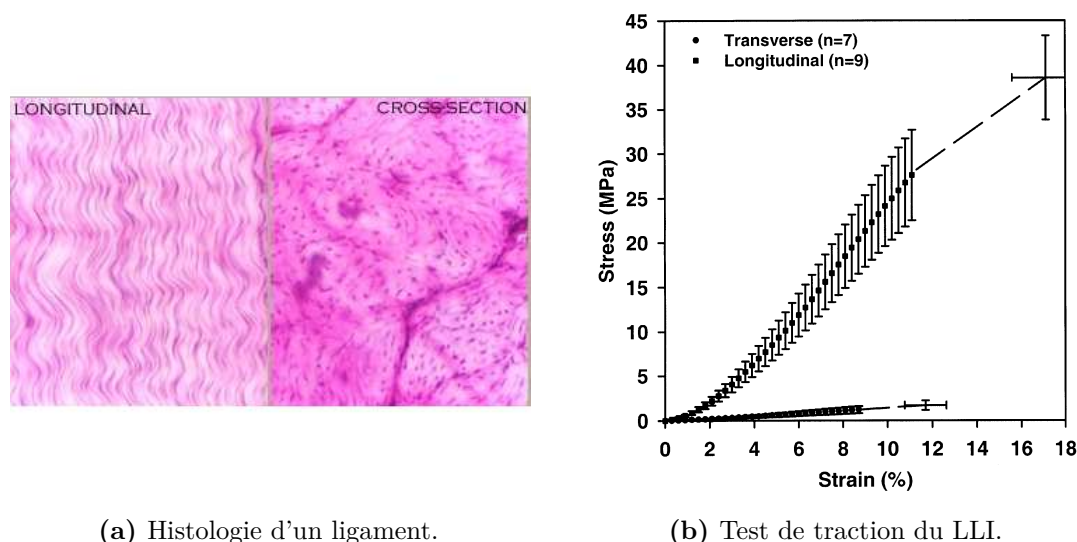 LONGITUDINAL
CROSS-SECTION
45
40
35
30
25
20
15
10
5
0
Stress (MPa)
Transverse (n=7)
Longitudinal (n=9)
0 2 4 6 8 10 12 14 16 18
Strain (%)
(a) Histologie d'un ligament.
(b) Test de traction du LLI.